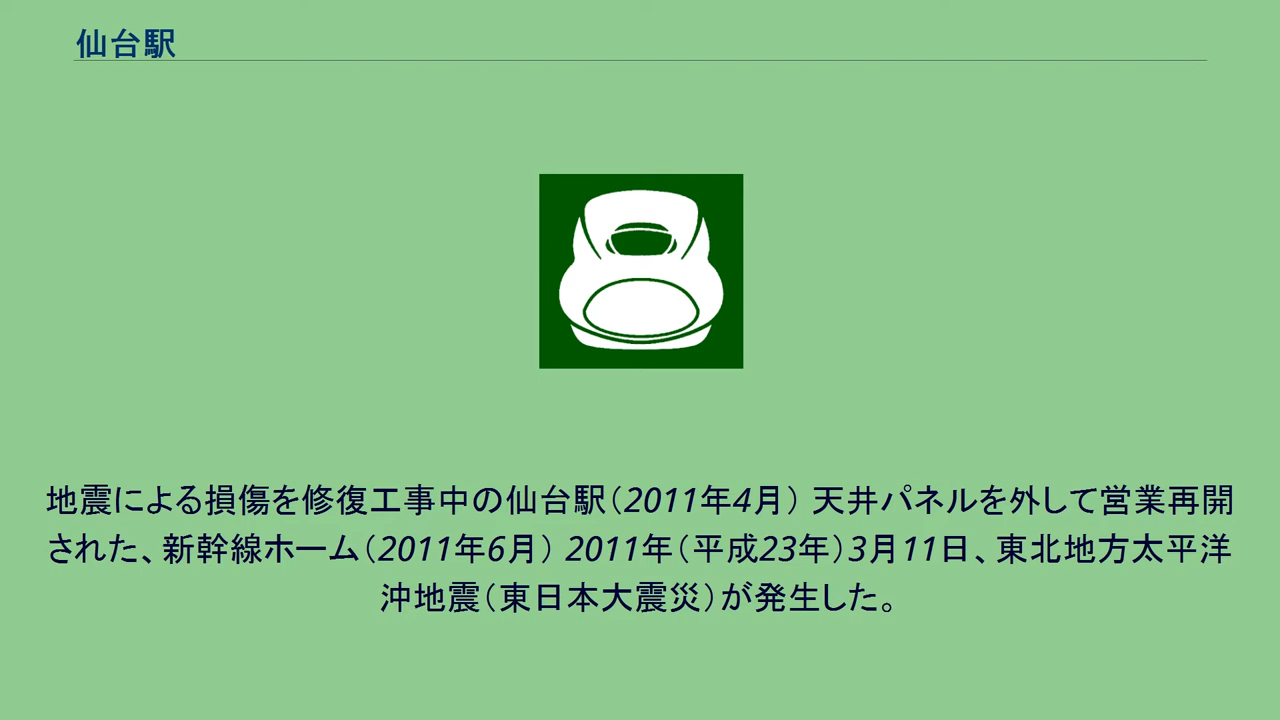 仙台駅
地震による損傷を修復工事中の仙台駅（2011年4月） 天井パネルを外して営業再開
された、新幹線ホーム（2011年6月） 2011年（平成23年）3月11日、東北地方太平洋
沖地震（東日本大震災）が発生した。